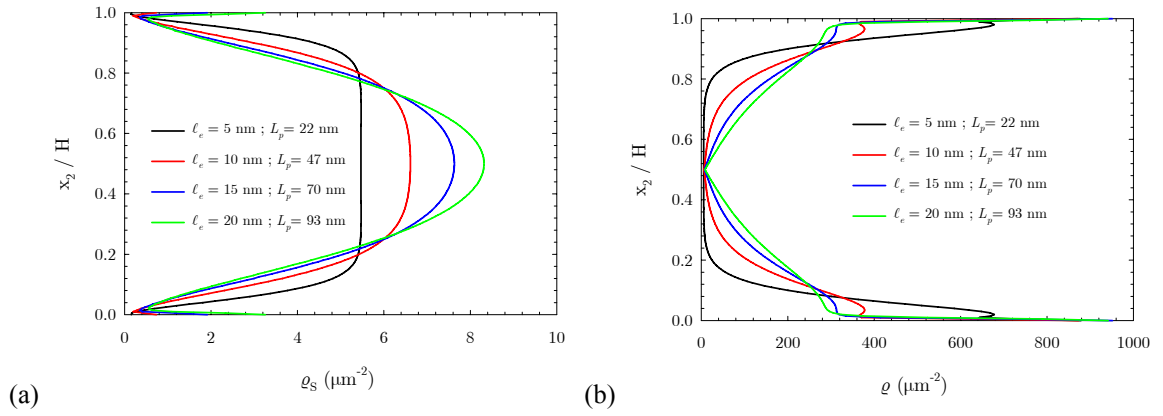 1.0
0.8
0.6
0.4
0.2
0.0
x₂ / H
ℓₑ = 5 nm ; Lₚ= 22 nm
ℓₑ = 10 nm ; Lₚ= 47 nm
ℓₑ = 15 nm ; Lₚ= 70 nm
ℓₑ = 20 nm ; Lₚ= 93 nm
0 2 4 6 8 10
ϱ_S (μm⁻²)
(a)
1.0
0.8
0.6
0.4
0.2
0.0
x₂ / H
ℓₑ = 5 nm ; Lₚ= 22 nm
ℓₑ = 10 nm ; Lₚ= 47 nm
ℓₑ = 15 nm ; Lₚ= 70 nm
ℓₑ = 20 nm ; Lₚ= 93 nm
0 200 400 600 800 1000
ϱ (μm⁻²)
(b)